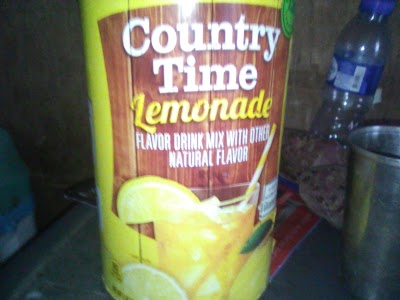 Country
Time
Lemonade
FLAVOR DRINK MIX WITH OTHER
NATURAL FLAVOR